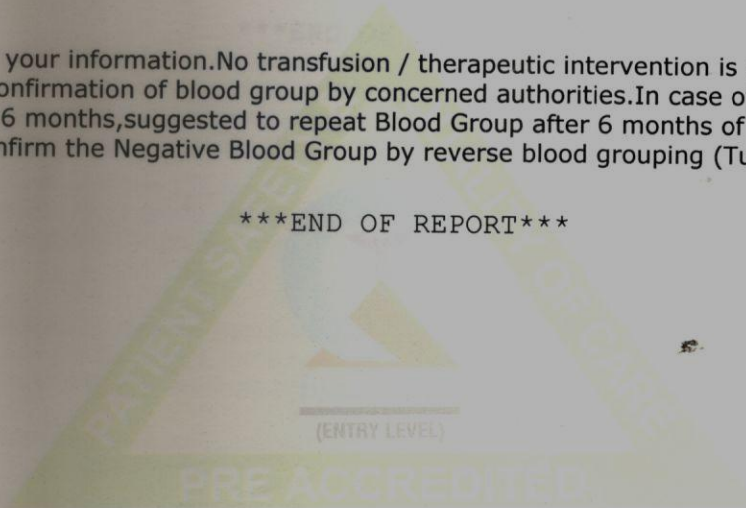 your information.No transfusion / therapeutic intervention is
onfirmation of blood group by concerned authorities.In case o
6 months,suggested to repeat Blood Group after 6 months of
nfirm the Negative Blood Group by reverse blood grouping (Tu
***END OF REPORT***
PATIENT SAFETY
QUALITY OF CARE
(ENTRY LEVEL)
PRE ACCREDITED